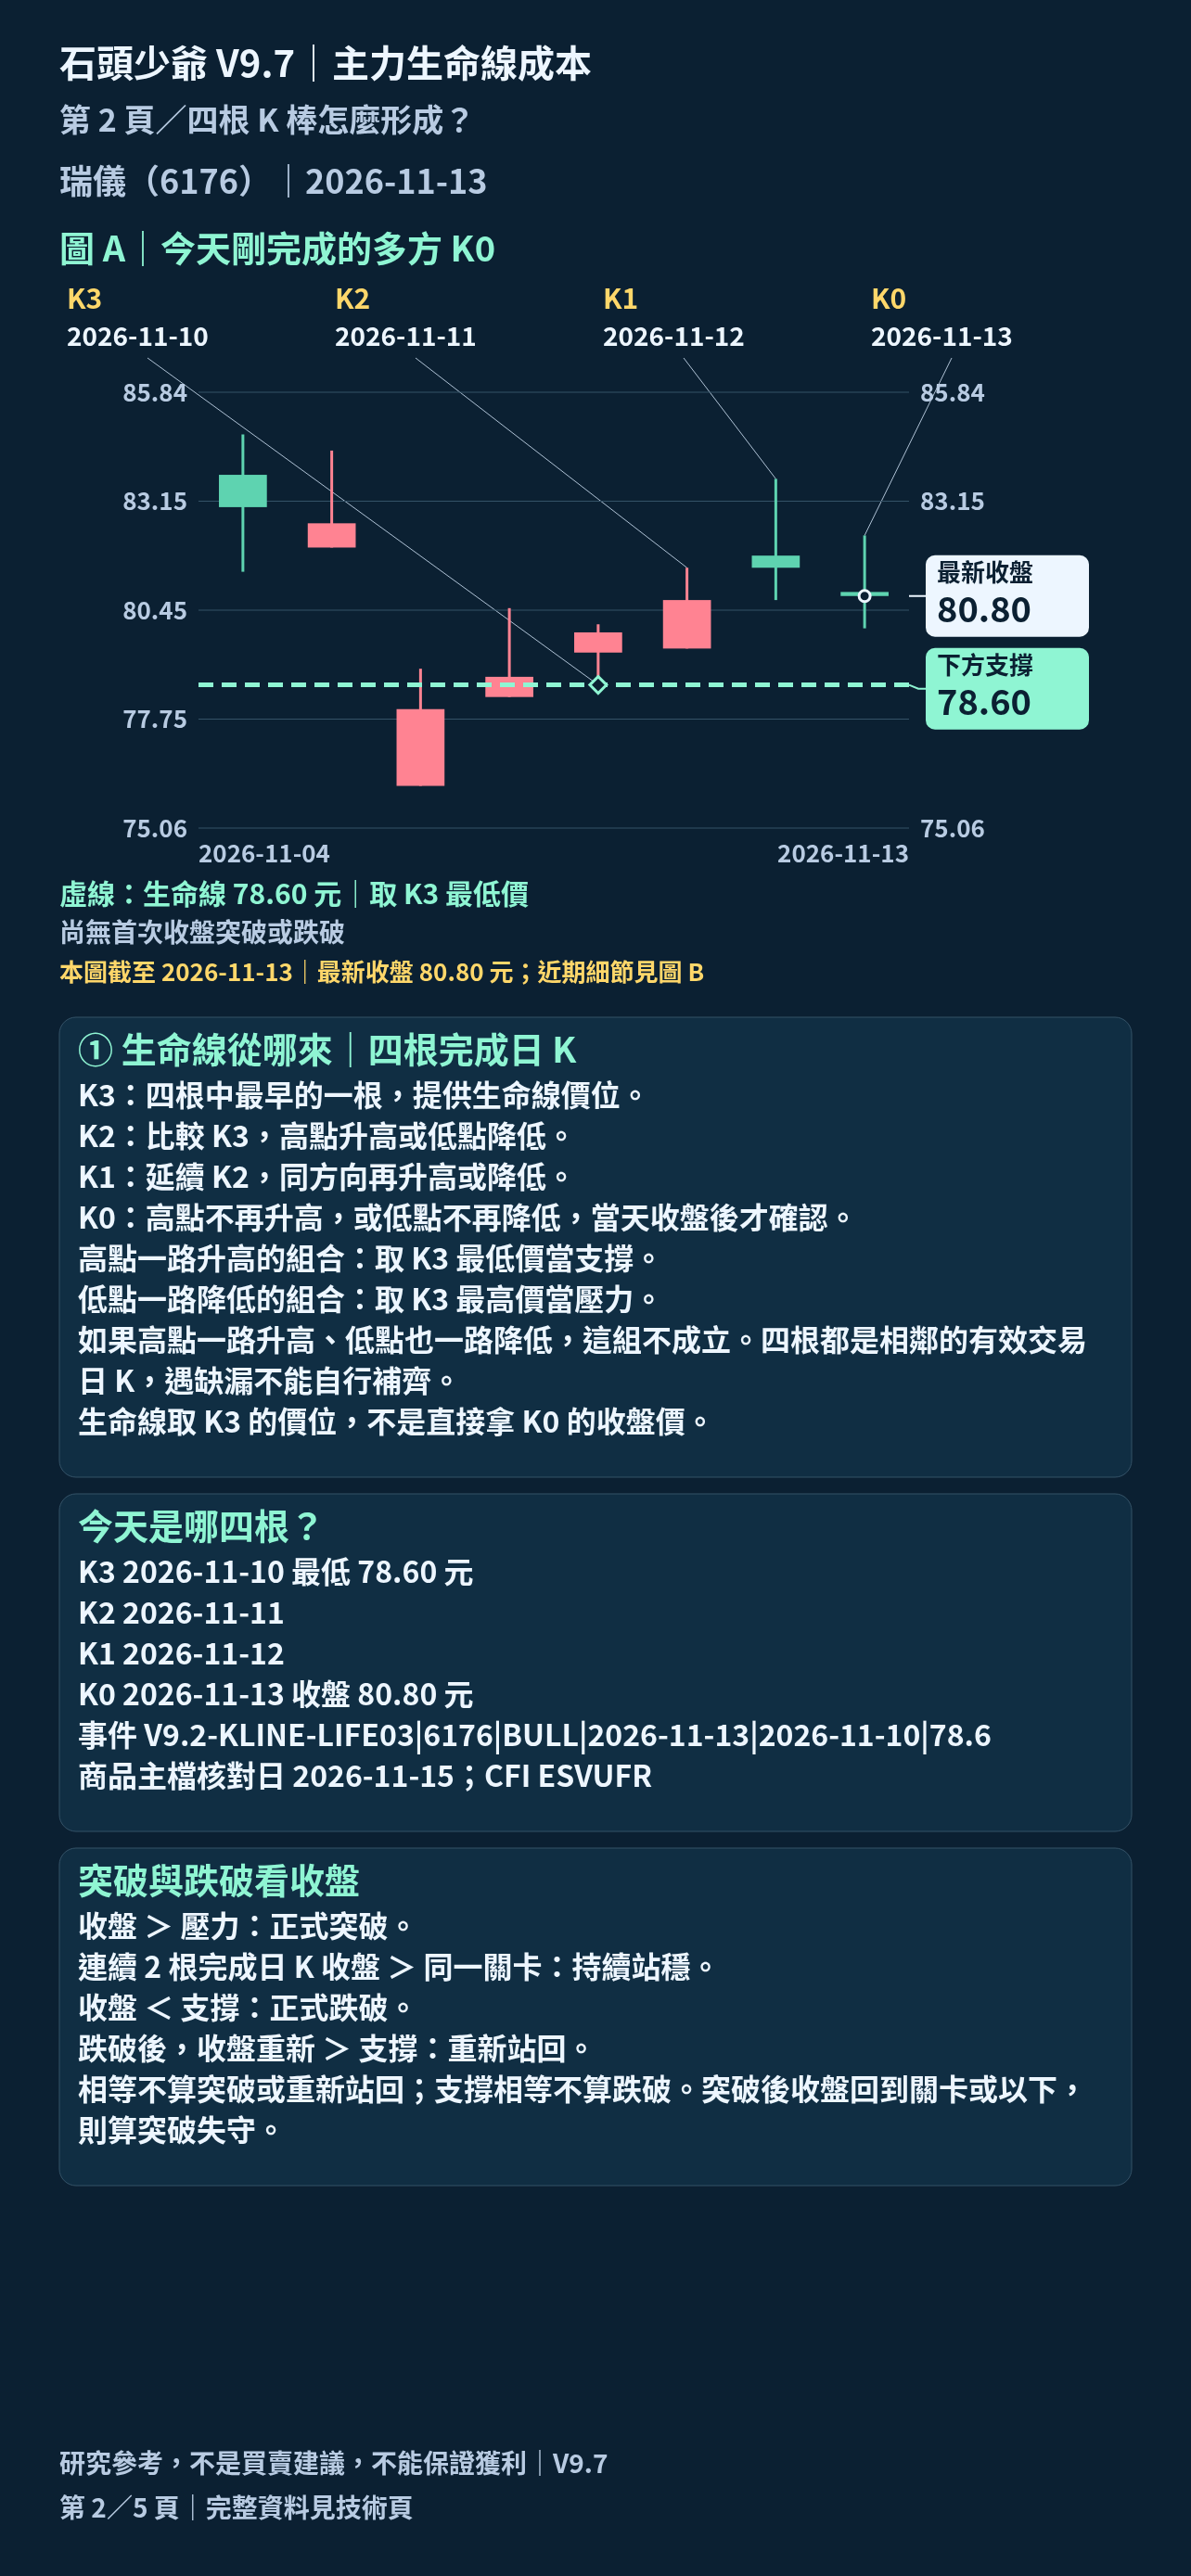 石頭少爺 V9.7｜主力生命線成本
第 2 頁／四根 K 棒怎麼形成？
瑞儀（6176）｜2026-11-13
圖 A｜今天剛完成的多方 K0
K3 K2 K1 K0
2026-11-10 2026-11-11 2026-11-12 2026-11-13
85.84 85.84
83.15 83.15
最新收盤
80.45 80.80
下方支撐
78.60
77.75
75.06 75.06
2026-11-04 2026-11-13
虛線：生命線 78.60 元｜取 K3 最低價
尚無首次收盤突破或跌破
本圖截至 2026-11-13｜最新收盤 80.80 元；近期細節見圖 B
① 生命線從哪來｜四根完成日 K
K3：四根中最早的一根，提供生命線價位。
K2：比較 K3，高點升高或低點降低。
K1：延續 K2，同方向再升高或降低。
K0：高點不再升高，或低點不再降低，當天收盤後才確認。
高點一路升高的組合：取 K3 最低價當支撐。
低點一路降低的組合：取 K3 最高價當壓力。
如果高點一路升高、低點也一路降低，這組不成立。四根都是相鄰的有效交易
日 K，遇缺漏不能自行補齊。
生命線取 K3 的價位，不是直接拿 K0 的收盤價。
今天是哪四根？
K3 2026-11-10 最低 78.60 元
K2 2026-11-11
K1 2026-11-12
K0 2026-11-13 收盤 80.80 元
事件 V9.2-KLINE-LIFE03|6176|BULL|2026-11-13|2026-11-10|78.6
商品主檔核對日 2026-11-15；CFI ESVUFR
突破與跌破看收盤
收盤 ＞ 壓力：正式突破。
連續 2 根完成日 K 收盤 ＞ 同一關卡：持續站穩。
收盤 ＜ 支撐：正式跌破。
跌破後，收盤重新 ＞ 支撐：重新站回。
相等不算突破或重新站回；支撐相等不算跌破。突破後收盤回到關卡或以下，
則算突破失守。
研究參考，不是買賣建議，不能保證獲利｜V9.7
第 2／5 頁｜完整資料見技術頁